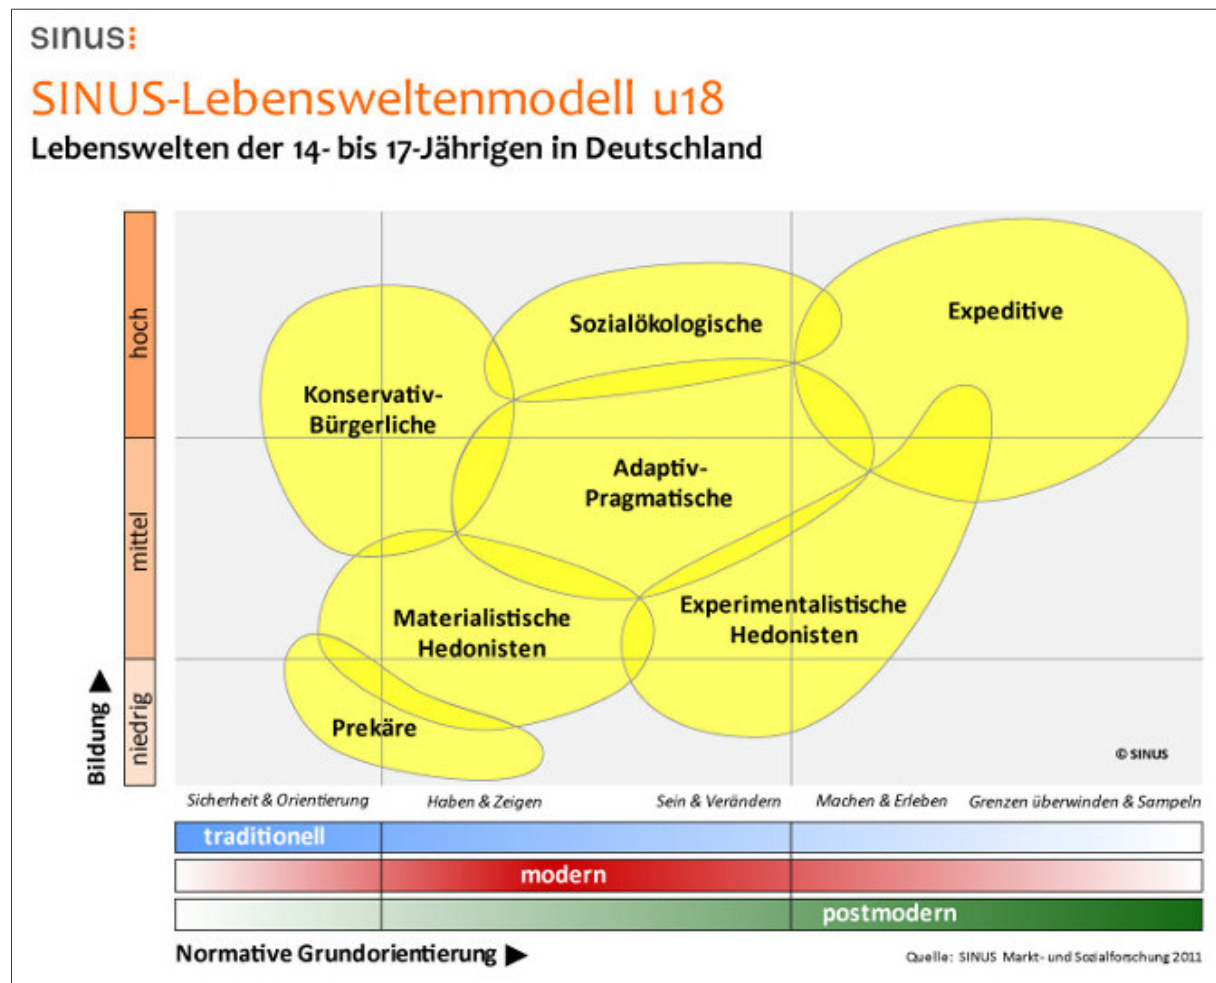 sinus
SINUS-Lebensweltenmodell u18
Lebenswelten der 14- bis 17-Jährigen in Deutschland
hoch
mittel
niedrig
Bildung
Sozialökologische
Expeditive
Konservativ-
Bürgerliche
Adaptiv-
Pragmatische
Materialistische
Hedonisten
Experimentalistische
Hedonisten
Prekäre
© SINUS
Sicherheit & Orientierung
Haben & Zeigen
Sein & Verändern
Machen & Erleben
Grenzen überwinden & Sampeln
traditionell
modern
postmodern
Normative Grundorientierung
Quelle: SINUS Markt- und Sozialforschung 2011